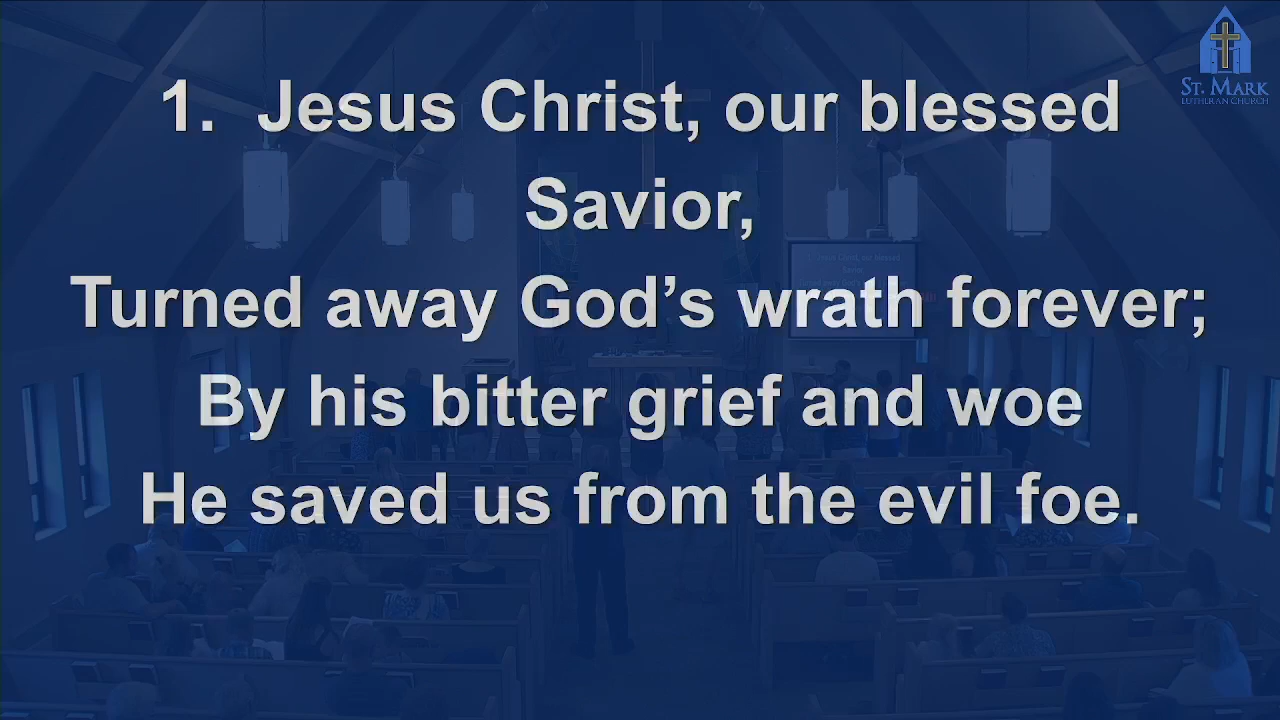 ST. MARK
LUTHERAN CHURCH
1. Jesus Christ, our blessed
Savior,
Turned away God’s wrath forever;
By his bitter grief and woe
He saved us from the evil foe.